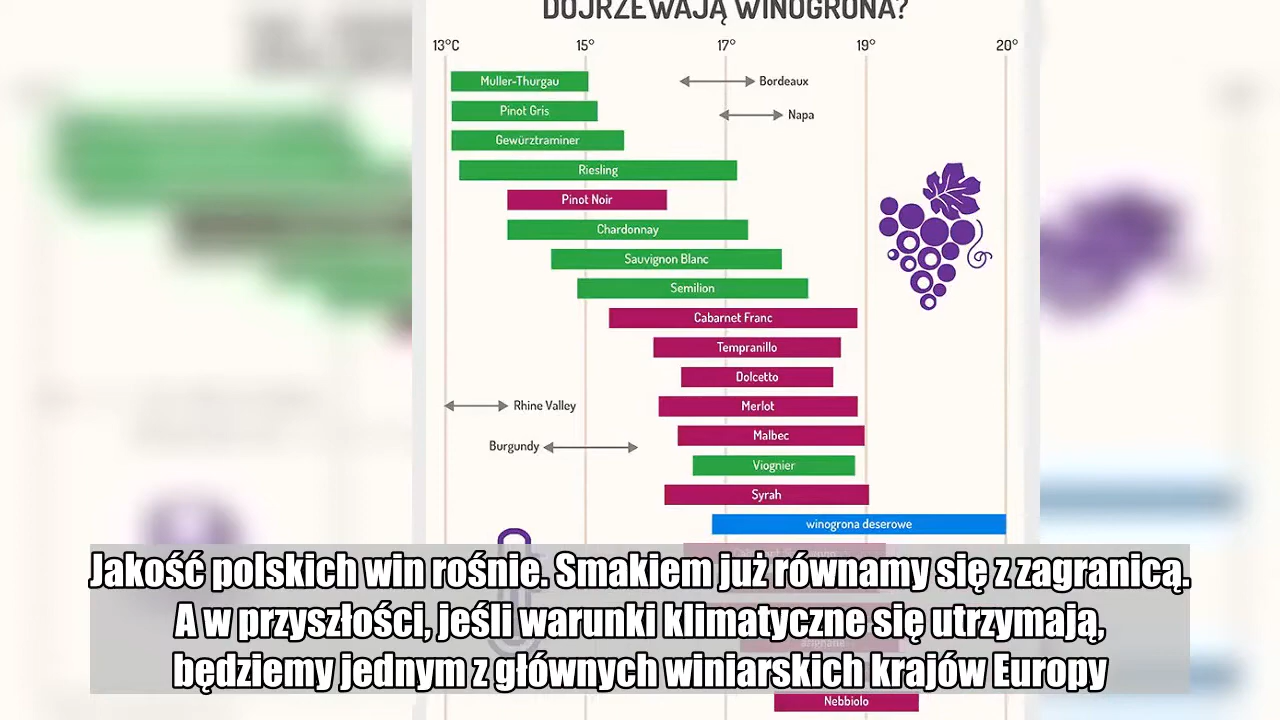 DOJRZEWAJĄ WINOGRONA?
13°C 15° 17° 19° 20°
Muller-Thurgau
Bordeaux
Pinot Gris
Napa
Gewürztraminer
Riesling
Pinot Noir
Chardonnay
Sauvignon Blanc
Semilion
Cabarnet Franc
Tempranillo
Dolcetto
Rhine Valley
Merlot
Malbec
Burgundy
Viognier
Syrah
winogrona deserowe
Jakość polskich win rośnie. Smakiem już równamy się z zagranicą.
A w przyszłości, jeśli warunki klimatyczne się utrzymają,
będziemy jednym z głównych winiarskich krajów Europy
Nebbiolo